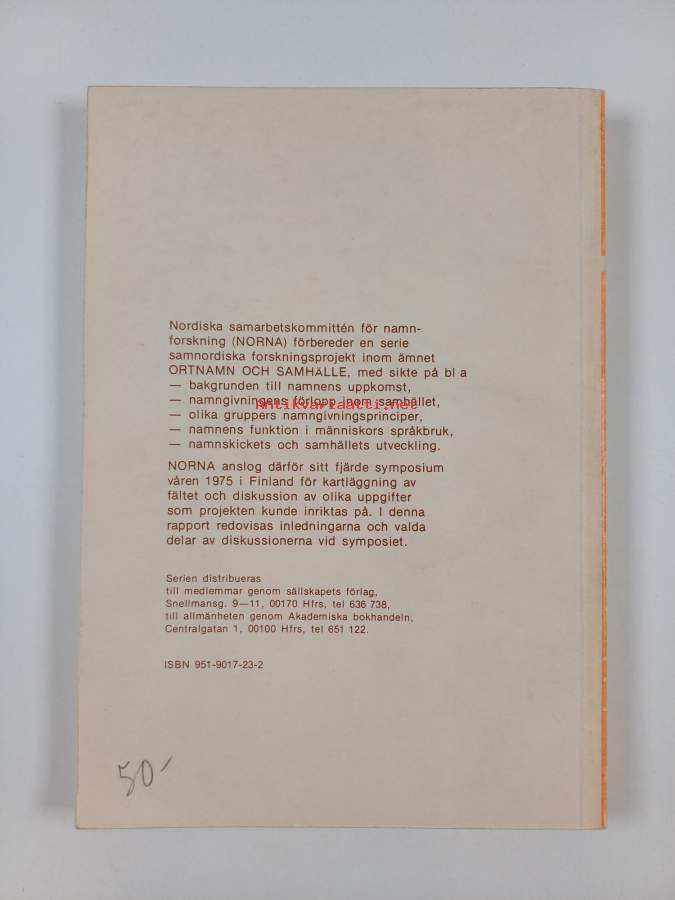 Nordiska samarbetskommittén för namn-
forskning (NORNA) förbereder en serie
samnordiska forskningsprojekt inom ämnet
ORTNAMN OCH SAMHÄLLE, med sikte på bl a
— bakgrunden till namnens uppkomst,
— namngivningens förlopp inom samhället,
antikvariaatti.net
— olika gruppers namngivningsprinciper,
— namnens funktion i människors språkbruk,
— namnskickets och samhällets utveckling.
NORNA anslog därför sitt fjärde symposium
våren 1975 i Finland för kartläggning av
fältet och diskussion av olika uppgifter
som projekten kunde inriktas på. I denna
rapport redovisas inledningarna och valda
delar av diskussionerna vid symposiet.
Serien distribueras
till medlemmar genom sällskapets förlag,
Snellmansg. 9—11, 00170 Hfrs, tel 636 738,
till allmänheten genom Akademiska bokhandeln,
Centralgatan 1, 00100 Hfrs, tel 651 122.
ISBN 951-9017-23-2
50-